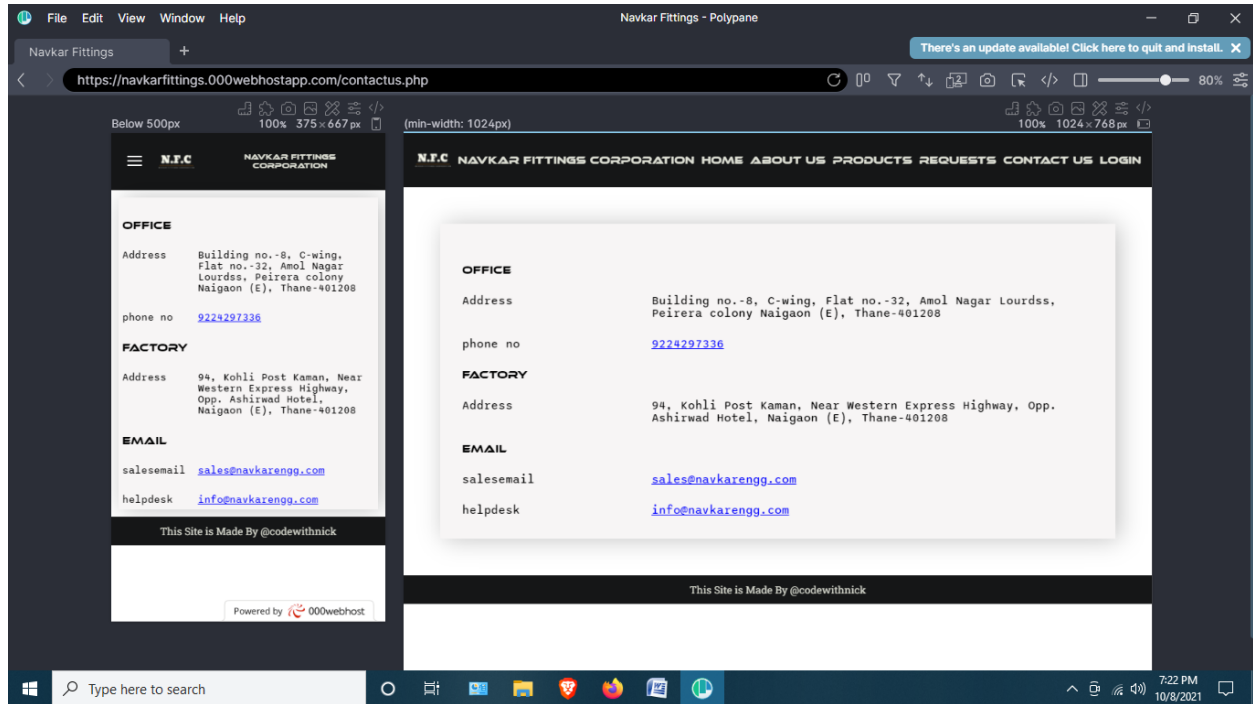 File Edit View Window Help
Navkar Fittings - Polypane
Navkar Fittings
There's an update available! Click here to quit and install. X
https://navkarfittings.000webhostapp.com/contactus.php
80%
Below 500px
100% 375×667px
N.F.C NAVKAR FITTINGS
CORPORATION
OFFICE
Address Building no.-8, C-wing,
Flat no.-32, Amol Nagar
Lourdss, Peirera colony
Naigaon (E), Thane-401208
phone no 9224297336
FACTORY
Address 94, Kohli Post Kaman, Near
Western Express Highway,
Opp. Ashirwad Hotel,
Naigaon (E), Thane-401208
EMAIL
salesemail sales@navkarengg.com
helpdesk info@navkarengg.com
This Site is Made By @codewithnick
Powered by 000webhost
(min-width: 1024px)
100% 1024×768px
N.F.C NAVKAR FITTINGS CORPORATION HOME ABOUT US PRODUCTS REQUESTS CONTACT US LOGIN
OFFICE
Address Building no.-8, C-wing, Flat no.-32, Amol Nagar Lourdss,
Peirera colony Naigaon (E), Thane-401208
phone no 9224297336
FACTORY
Address 94, Kohli Post Kaman, Near Western Express Highway, Opp.
Ashirwad Hotel, Naigaon (E), Thane-401208
EMAIL
salesemail sales@navkarengg.com
helpdesk info@navkarengg.com
This Site is Made By @codewithnick
Type here to search
7:22 PM
10/8/2021